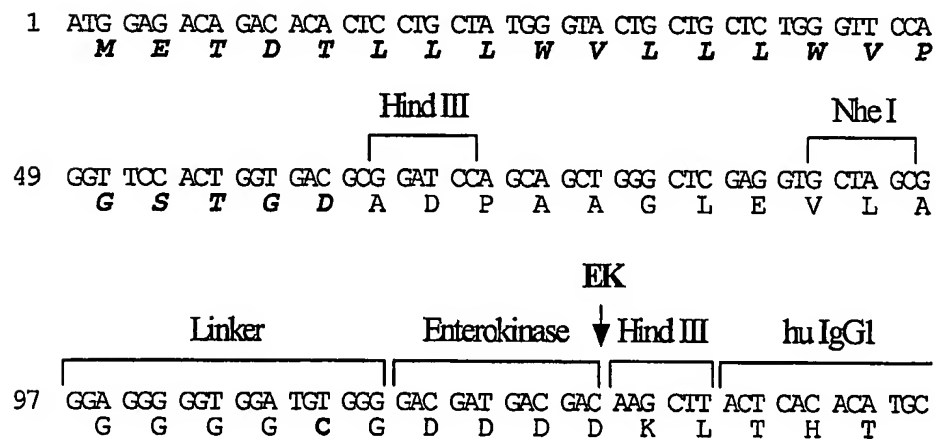 1 ATG GAG ACA GAC ACA CTC CTG CTA TGG GTA CTG CTG CTC TGG GTT CCA
M E T D T L L L W V L L L W V P
Hind III Nhe I
49 GGT TCC ACT GGT GAC GCG GATC CA GCA GCT GGG CTC GAG GTG CTA GCG
G S T G D A D P A A G L E V L A
EK
Linker Enterokinase Hind III hu IgG1
97 GGA GGG GGT GGA TGT GGG GAC GAT GAC GAC AAG CTT ACT CAC ACA TGC
G G G G C G D D D D K L T H T